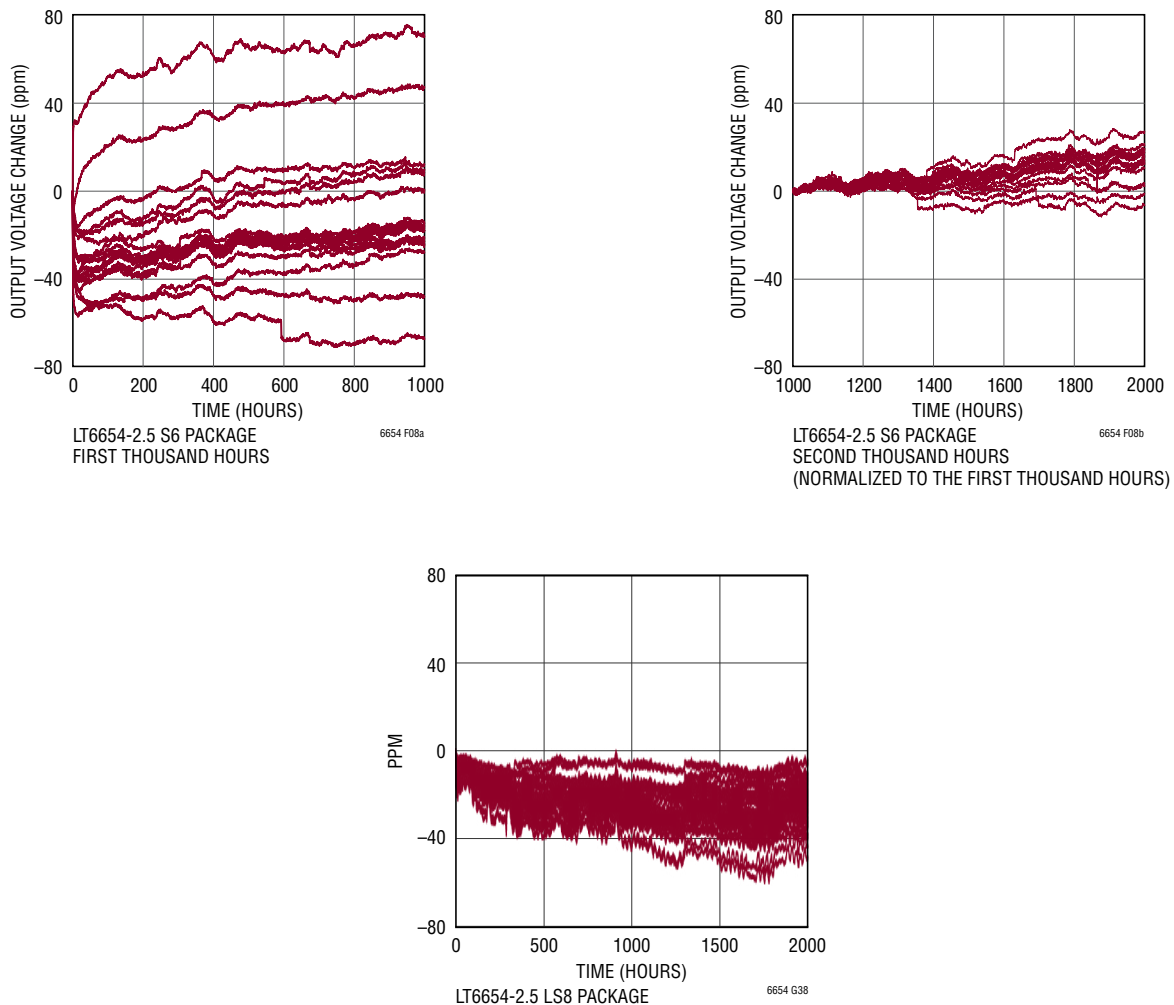 80
40
0
–40
–80
OUTPUT VOLTAGE CHANGE (ppm)
0 200 400 600 800 1000
TIME (HOURS)
LT6654-2.5 S6 PACKAGE
FIRST THOUSAND HOURS
6654 F08a
80
40
0
–40
–80
OUTPUT VOLTAGE CHANGE (ppm)
1000 1200 1400 1600 1800 2000
TIME (HOURS)
LT6654-2.5 S6 PACKAGE
SECOND THOUSAND HOURS
(NORMALIZED TO THE FIRST THOUSAND HOURS)
6654 F08b
80
40
0
–40
–80
PPM
0 500 1000 1500 2000
TIME (HOURS)
LT6654-2.5 LS8 PACKAGE
6654 G38